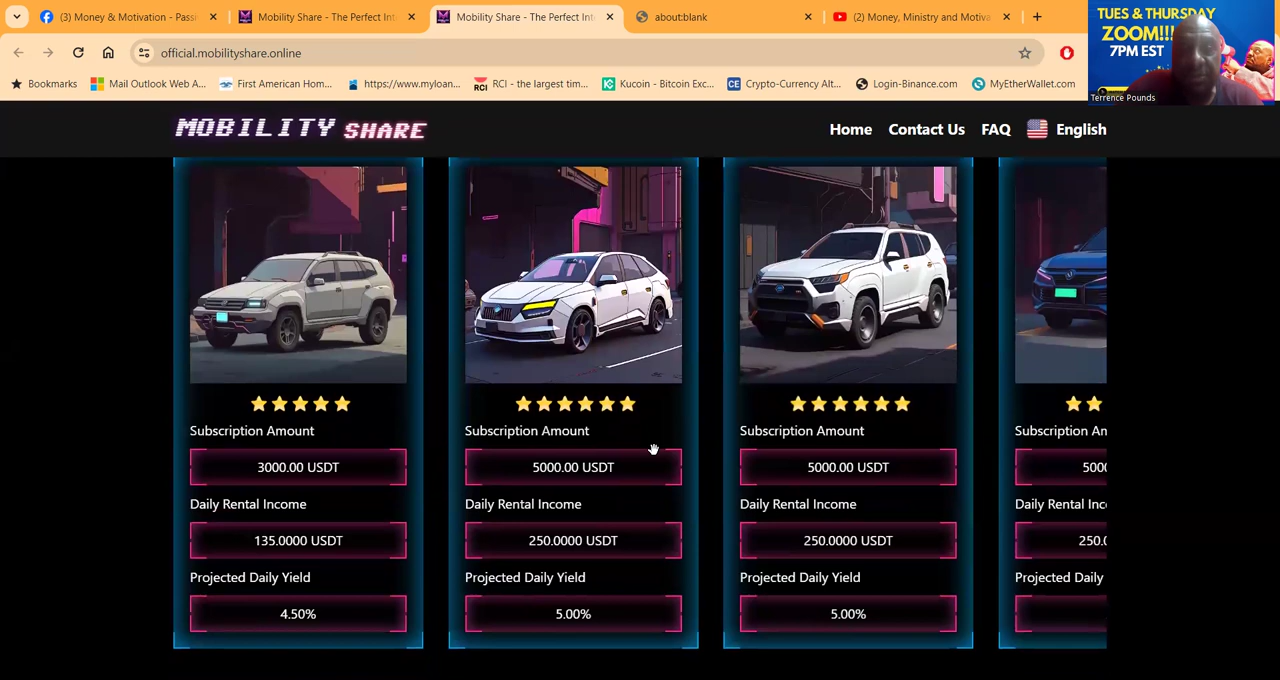 (3) Money & Motivation - Passi
Mobility Share - The Perfect Int
Mobility Share - The Perfect Int
about:blank
(2) Money, Ministry and Motiva
official.mobilityshare.online
Bookmarks
Mail Outlook Web A...
First American Hom...
https://www.myloan...
RCI - the largest tim...
Kucoin - Bitcoin Exc...
Crypto-Currency Alt...
Login-Binance.com
MyEtherWallet.com
TUES & THURSDAY
ZOOM!!!
7PM EST
Terrence Pounds
MOBILITY SHARE
Home
Contact Us
FAQ
English
Subscription Amount
3000.00 USDT
Daily Rental Income
135.0000 USDT
Projected Daily Yield
4.50%
Subscription Amount
5000.00 USDT
Daily Rental Income
250.0000 USDT
Projected Daily Yield
5.00%
Subscription Amount
5000.00 USDT
Daily Rental Income
250.0000 USDT
Projected Daily Yield
5.00%
Subscription An
5000
Daily Rental Inc
250.0
Projected Daily